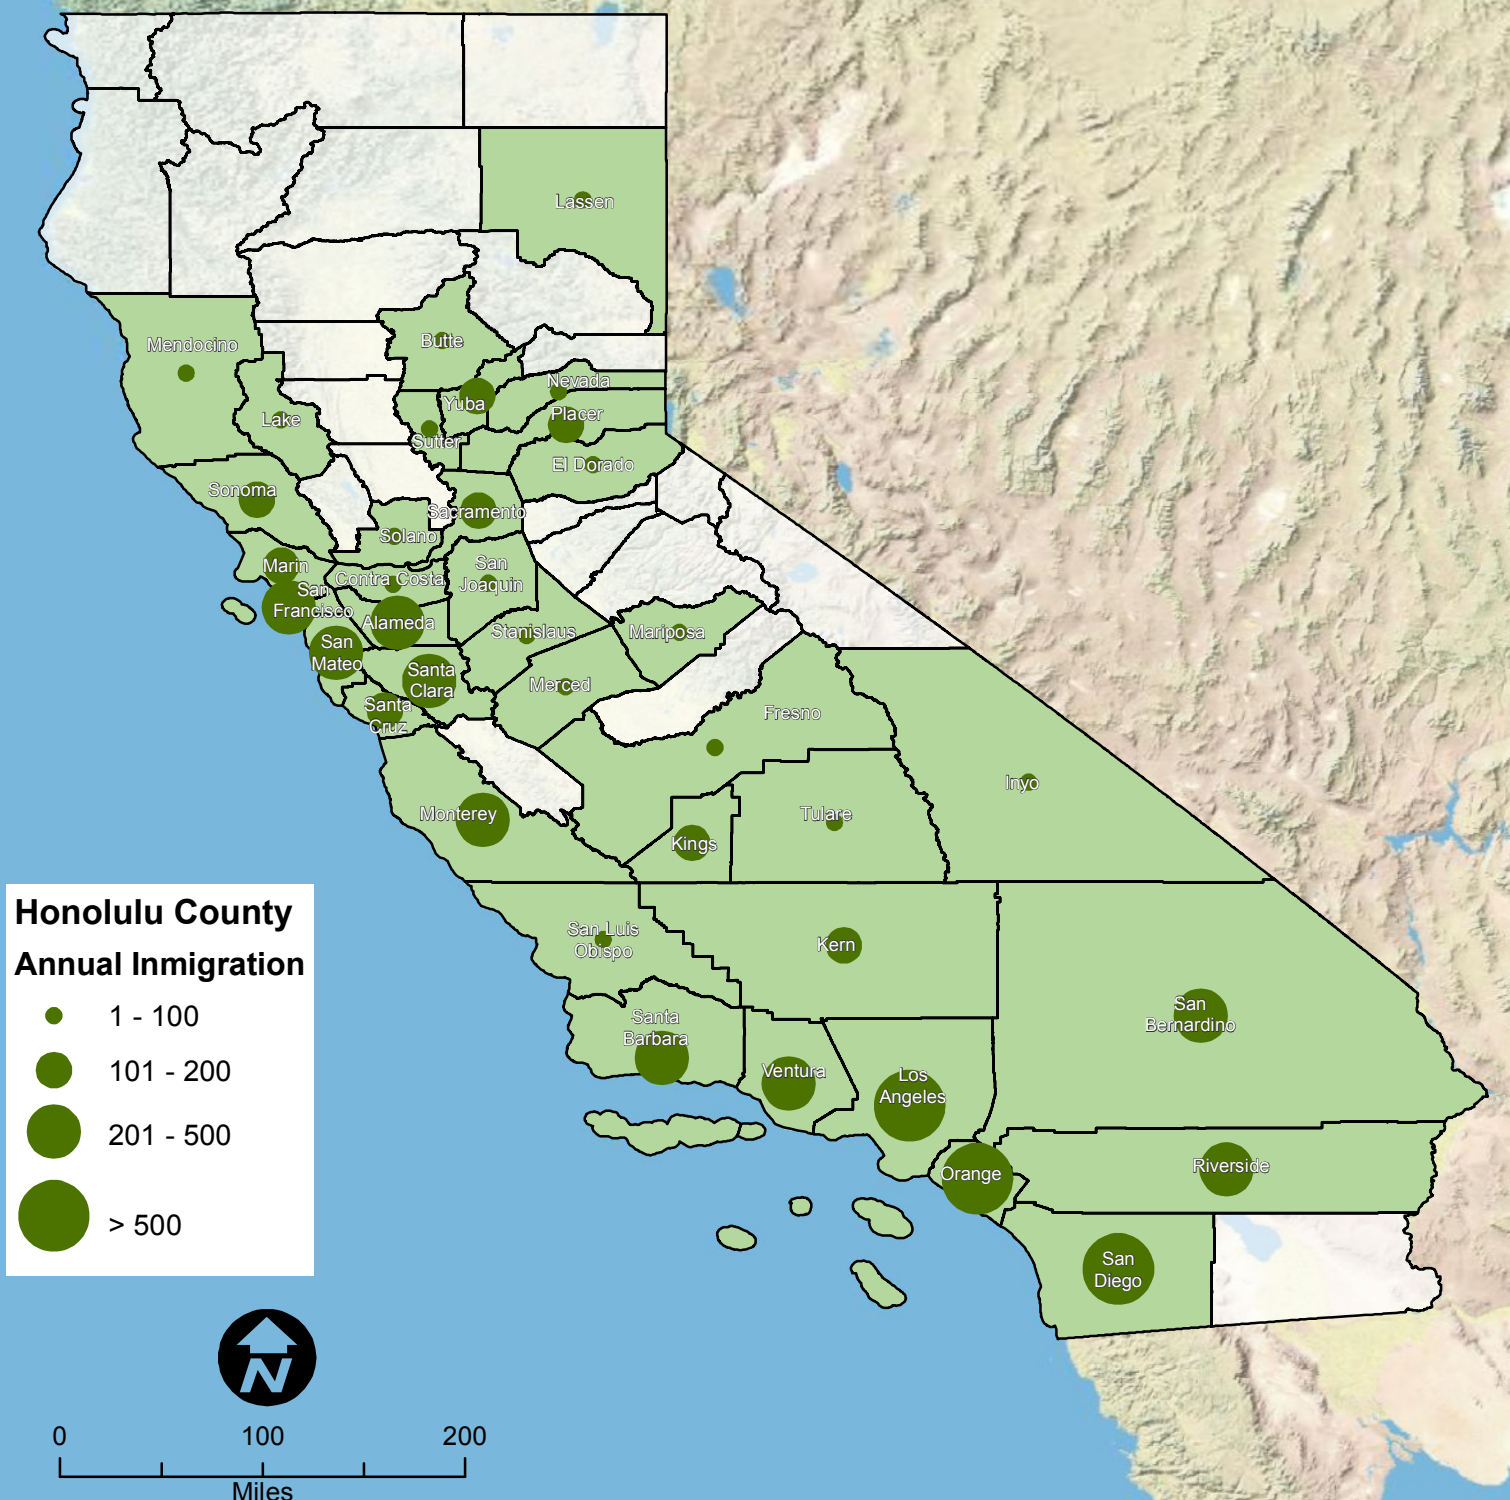 Lassen
Butte
Mendocino
Nevada
Yuba
Placer
Lake
Sutter
El Dorado
Sonoma
Sacramento
Solano
Marin
San
Joaquin
Contra Costa
San
Francisco
Alameda
Stanislaus
Mariposa
San
Mateo
Santa
Clara
Merced
Santa
Cruz
Fresno
Inyo
Monterey
Tulare
Kings
Honolulu County
Annual Inmigration
1 - 100
101 - 200
201 - 500
> 500
San Luis
Obispo
Kern
San
Bernardino
Santa
Barbara
Ventura
Los
Angeles
Orange
Riverside
San
Diego
N
0 100 200
Miles